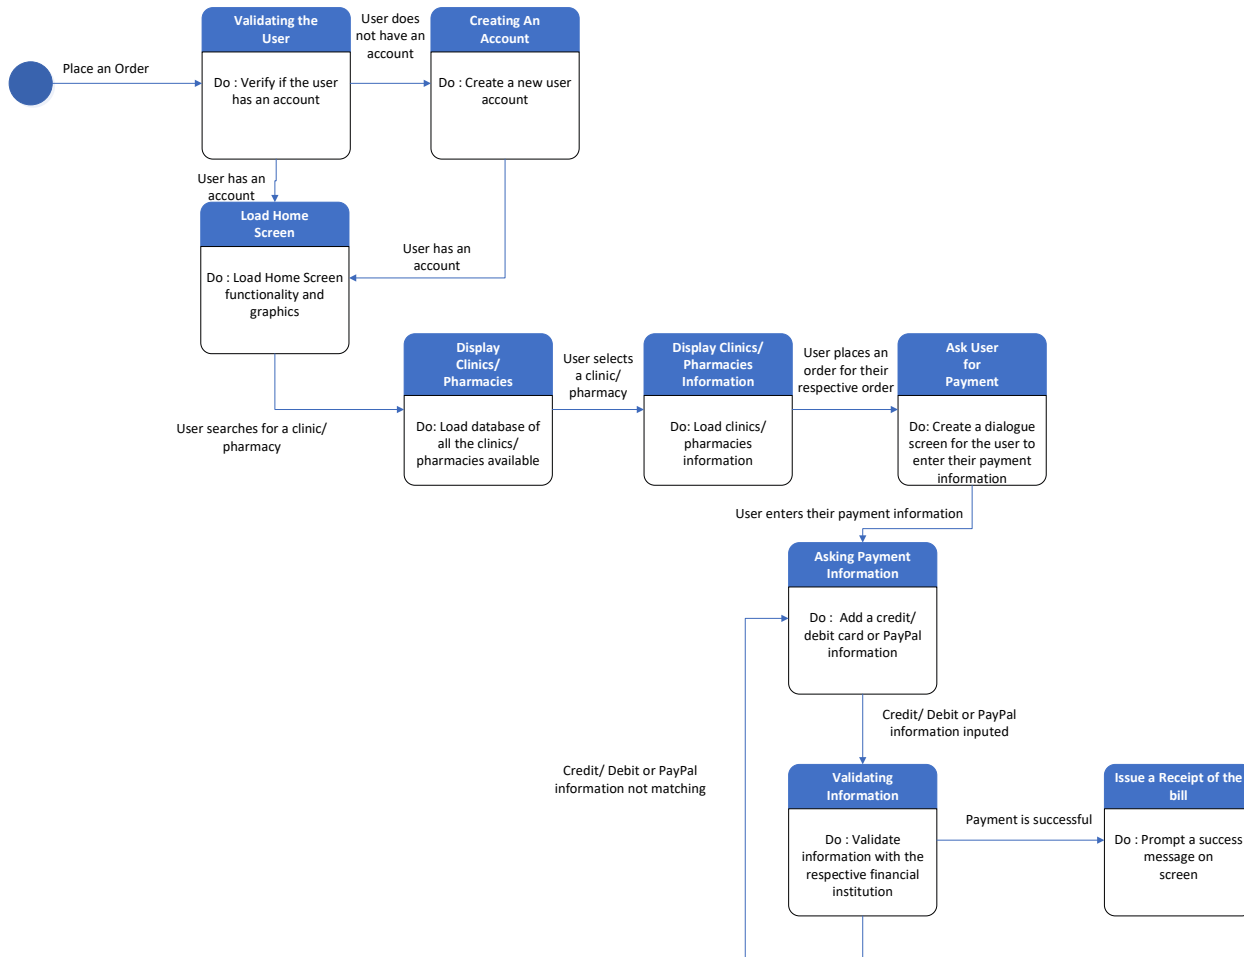 Validating the
User
User does
not have an
account
Creating An
Account
Place an Order
Do : Verify if the user
has an account
Do : Create a new user
account
User has an
account
Load Home
Screen
User has an
account
Do : Load Home Screen
functionality and
graphics
Display
Clinics/
Pharmacies
User selects
a clinic/
pharmacy
Display Clinics/
Pharmacies
Information
User places an
order for their
respective order
Ask User
for
Payment
User searches for a clinic/
pharmacy
Do: Load database of
all the clinics/
pharmacies available
Do: Load clinics/
pharmacies
information
Do: Create a dialogue
screen for the user to
enter their payment
information
User enters their payment information
Asking Payment
Information
Do :  Add a credit/
debit card or PayPal
information
Credit/ Debit or PayPal
information inputed
Credit/ Debit or PayPal
information not matching
Validating
Information
Payment is successful
Issue a Receipt of the
bill
Do : Validate
information with the
respective financial
institution
Do : Prompt a success
message on
screen